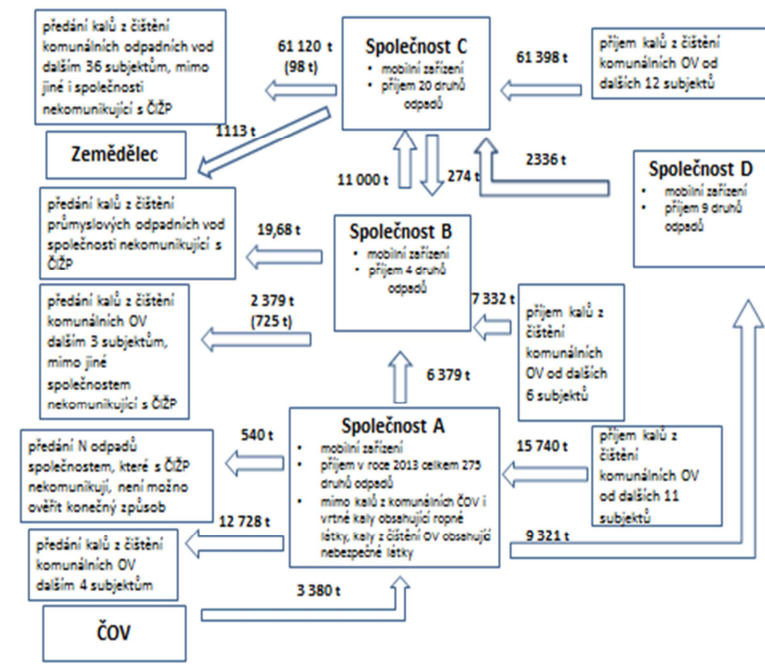 předání kalů z čištění
komunálních odpadních vod
dalším 36 subjektům, mimo
jiné i společnosti
nekomunikující s ČIŽP
61 120 t
(98 t)
Společnost C
• mobilní zařízení
• příjem 20 druhů
odpadů
61 398 t
příjem kalů z čištění
komunálních OV od
dalších 12 subjektů
1113 t
Zemědělec
11 000 t
274 t
2336 t
Společnost D
• mobilní zařízení
• příjem 9 druhů
odpadů
předání kalů z čištění
průmyslových odpadních vod
společnosti nekomunikující s
ČIŽP
19,68 t
Společnost B
• mobilní zařízení
• příjem 4 druhů
odpadů
předání kalů z čištění
komunálních OV
dalším 3 subjektům,
mimo jiné
společnostem
nekomunikující s ČIŽP
2 379 t
(725 t)
7 332 t
příjem kalů z
čištění
komunálních
OV od dalších
6 subjektů
6 379 t
předání N odpadů
společnostem, které s ČIŽP
nekomunikují, není možno
ověřit konečný způsob
540 t
Společnost A
• mobilní zařízení
• příjem v roce 2013 celkem 275
druhů odpadů
• mimo kalů z komunálních ČOV i
vrtné kaly obsahující ropné
látky, kaly z čištění OV obsahující
nebezpečné látky
15 740 t
příjem kalů z
čištění
komunálních OV
od dalších 11
subjektů
12 728 t
9 321 t
předání kalů z čištění
komunálních OV
dalším 4 subjektům
3 380 t
ČOV